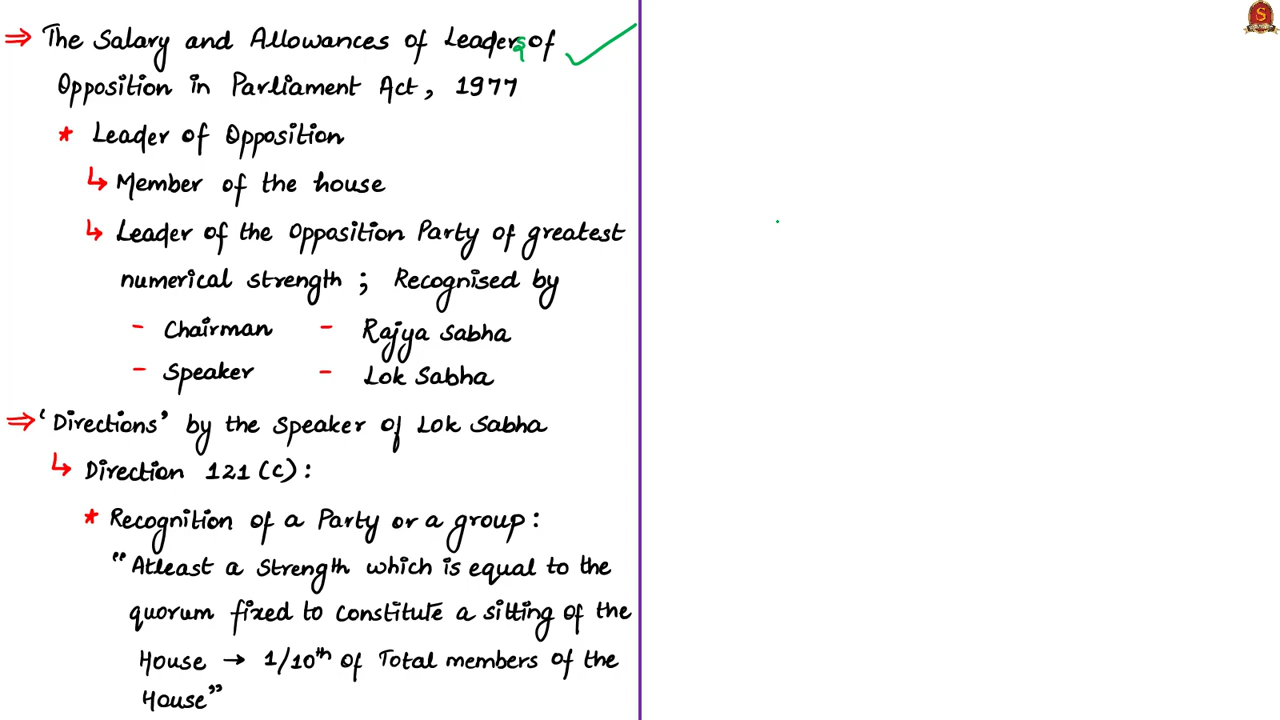 ⇒ The Salary and Allowances of Leaders of
Opposition in Parliament Act, 1977
* Leader of Opposition
↳ Member of the house
↳ Leader of the Opposition Party of greatest
numerical strength ; Recognised by
- Chairman - Rajya Sabha
- Speaker - Lok Sabha
⇒ 'Directions' by the Speaker of Lok Sabha
↳ Direction 121 (C) :
* Recognition of a Party or a group :
"Atleast a Strength which is equal to the
quorum fixed to constitute a sitting of the
House → 1/10th of Total members of the
House"
S